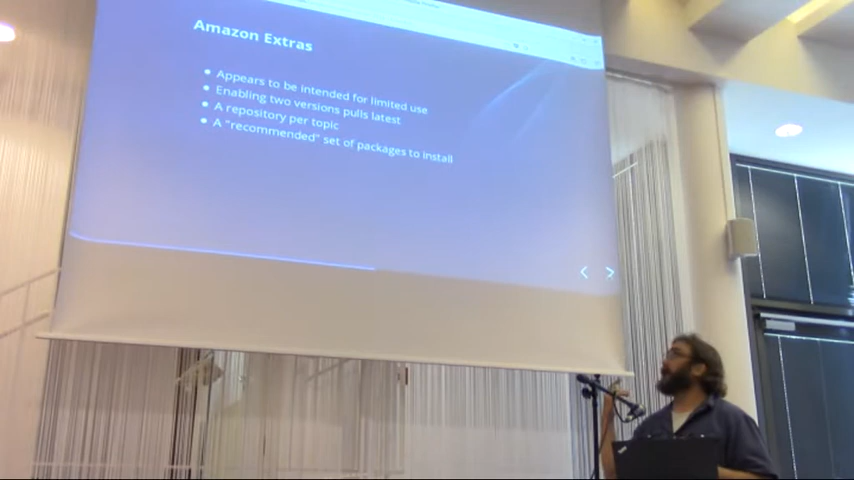 Amazon Extras
Appears to be intended for limited use
Enabling two versions pulls latest
A repository per topic
A "recommended" set of packages to install